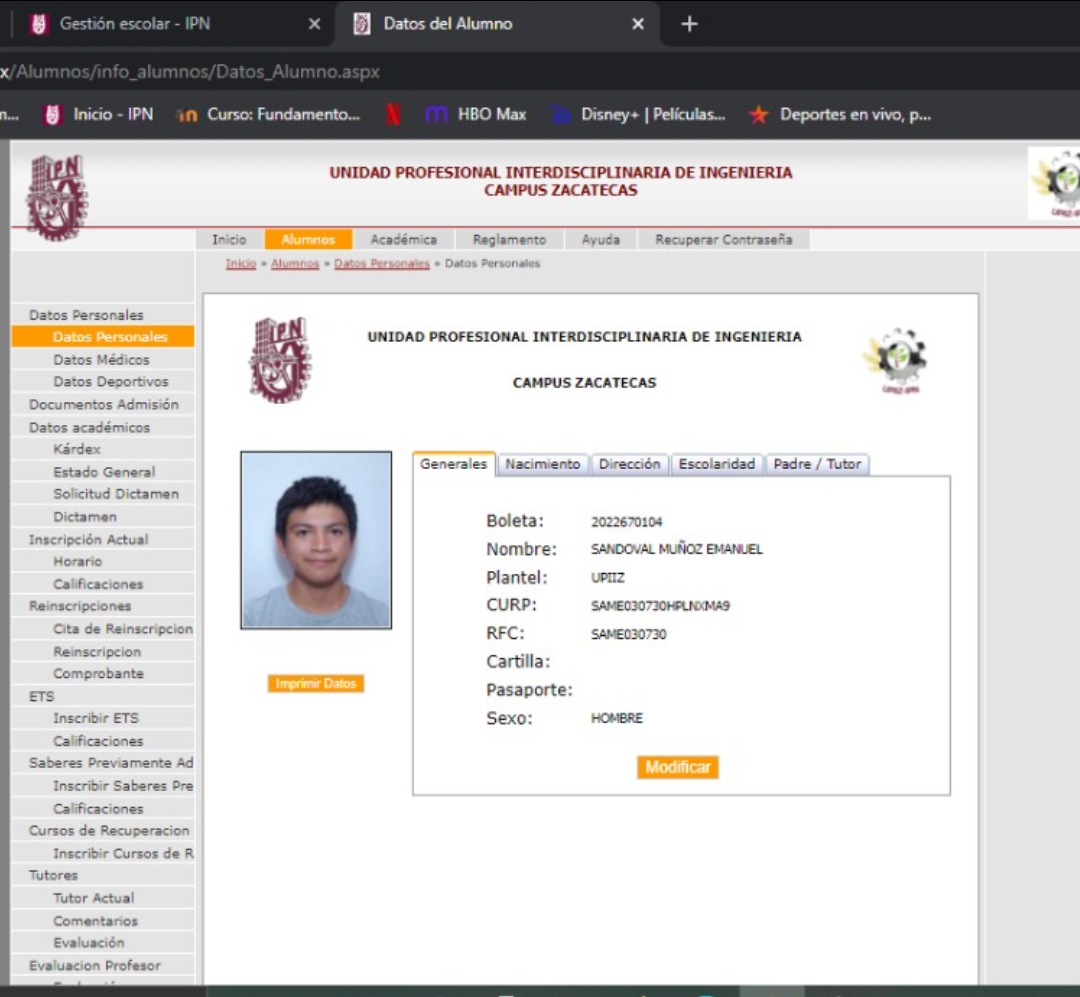 Gestión escolar - IPN
Datos del Alumno
x/Alumnos/info_alumnos/Datos_Alumno.aspx
Inicio - IPN
Curso: Fundamento...
HBO Max
Disney+ | Películas...
Deportes en vivo, p...
IPN
UNIDAD PROFESIONAL INTERDISCIPLINARIA DE INGENIERIA
CAMPUS ZACATECAS
Inicio
Alumnos
Académica
Reglamento
Ayuda
Recuperar Contraseña
Inicio » Alumnos » Datos Personales » Datos Personales
Datos Personales
Datos Personales
Datos Médicos
Datos Deportivos
Documentos Admisión
Datos académicos
Kárdex
Estado General
Solicitud Dictamen
Dictamen
Inscripción Actual
Horario
Calificaciones
Reinscripciones
Cita de Reinscripcion
Reinscripcion
Comprobante
ETS
Inscribir ETS
Calificaciones
Saberes Previamente Ad
Inscribir Saberes Pre
Calificaciones
Cursos de Recuperacion
Inscribir Cursos de R
Tutores
Tutor Actual
Comentarios
Evaluación
Evaluacion Profesor
IPN
UNIDAD PROFESIONAL INTERDISCIPLINARIA DE INGENIERIA
CAMPUS ZACATECAS
UPIIZ-IPN
Generales
Nacimiento
Dirección
Escolaridad
Padre / Tutor
Boleta: 2022670104
Nombre: SANDOVAL MUÑOZ EMANUEL
Plantel: UPIIZ
CURP: SAME030730HPLNXMA9
RFC: SAME030730
Cartilla:
Pasaporte:
Sexo: HOMBRE
Imprimir Datos
Modificar